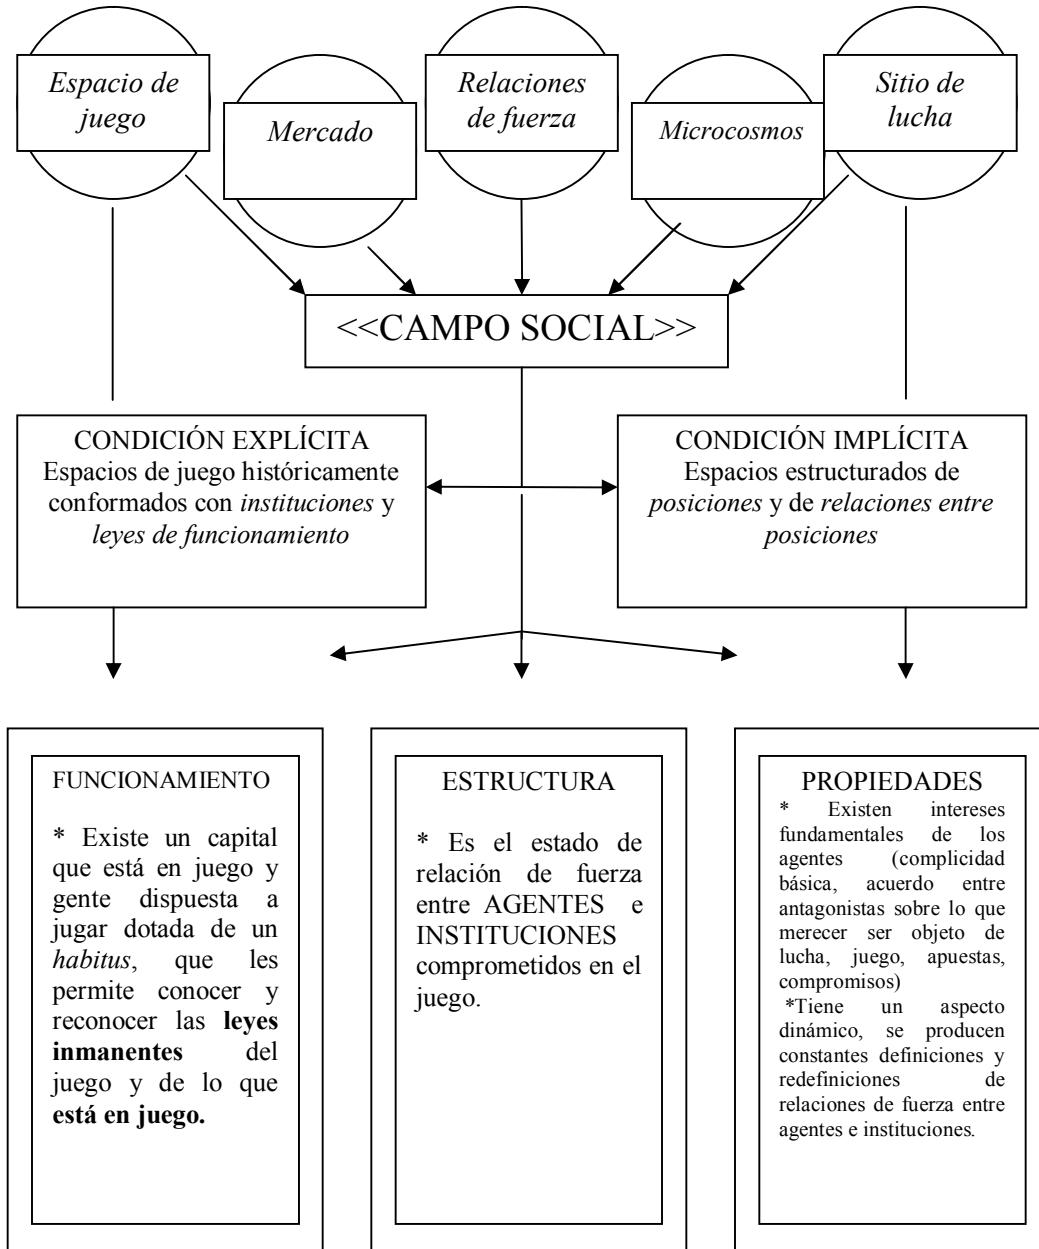 Espacio de
juego
Mercado
Relaciones
de fuerza
Microcosmos
Sitio de
lucha
<<CAMPO SOCIAL>>
CONDICIÓN EXPLÍCITA
Espacios de juego históricamente
conformados con instituciones y
leyes de funcionamiento
CONDICIÓN IMPLÍCITA
Espacios estructurados de
posiciones y de relaciones entre
posiciones
FUNCIONAMIENTO
* Existe un capital
que está en juego y
gente dispuesta a
jugar dotada de un
habitus, que les
permite conocer y
reconocer las leyes
inmanentes del
juego y de lo que
está en juego.
ESTRUCTURA
* Es el estado de
relación de fuerza
entre AGENTES e
INSTITUCIONES
comprometidos en el
juego.
PROPIEDADES
* Existen intereses
fundamentales de los
agentes (complicidad
básica, acuerdo entre
antagonistas sobre lo que
merecer ser objeto de
lucha, juego, apuestas,
compromisos)
*Tiene un aspecto
dinámico, se producen
constantes definiciones y
redefiniciones de
relaciones de fuerza entre
agentes e instituciones.